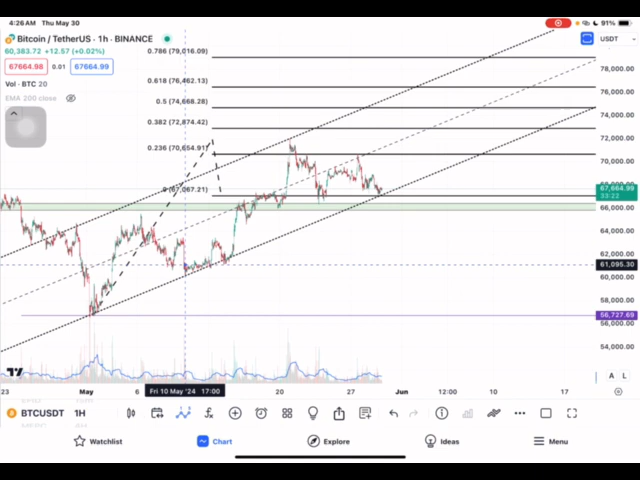 4:26 AM Thu May 30
91%
Bitcoin / TetherUS · 1h · BINANCE
USDT
60,383.72 +12.57 (+0.02%)
67664.98 0.01 67664.99
Vol · BTC 20
EMA 200 close
0.786 (79,016.09)
0.618 (76,462.13)
0.5 (74,668.28)
0.382 (72,874.42)
0.236 (70,654.91)
0 (67,067.21)
78,000.00
76,000.00
74,000.00
72,000.00
70,000.00
67,664.99
33:22
66,000.00
64,000.00
62,000.00
61,095.30
60,000.00
58,000.00
56,727.69
56,000.00
54,000.00
23 May 6 Fri 10 May '24 17:00 20 27 Jun 12:00 10 17
A L
BTCUSDT 1H
Watchlist Chart Explore Ideas Menu